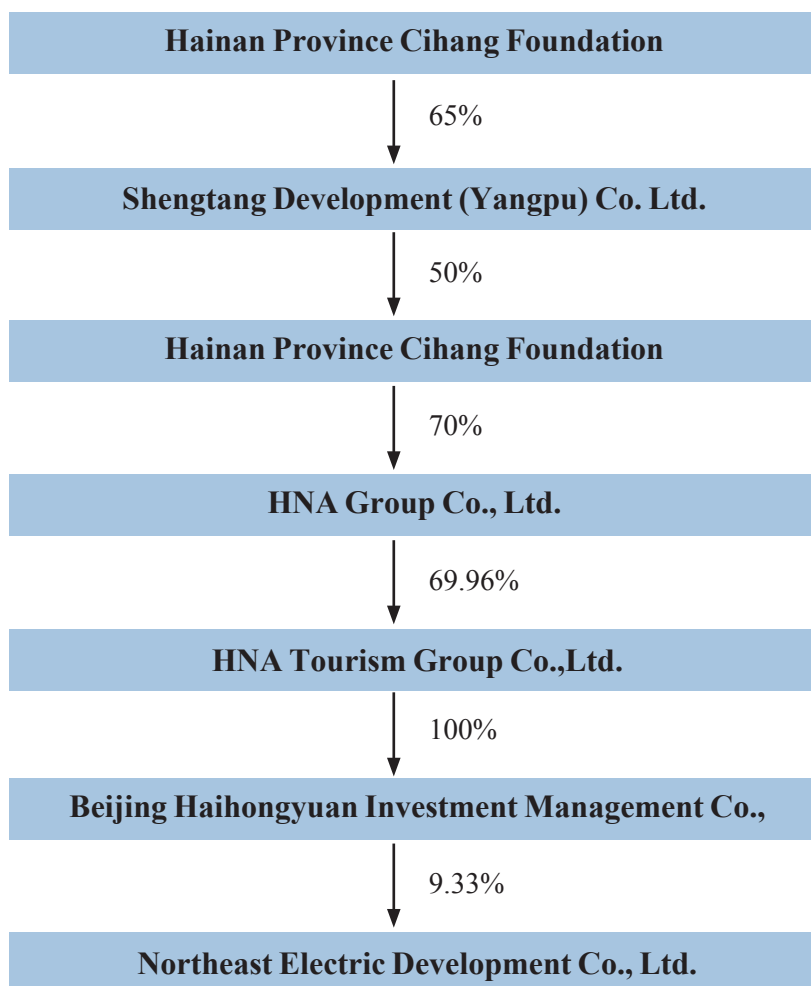 Hainan Province Cihang Foundation
65%
Shengtang Development (Yangpu) Co. Ltd.
50%
Hainan Province Cihang Foundation
70%
HNA Group Co., Ltd.
69.96%
HNA Tourism Group Co.,Ltd.
100%
Beijing Haihongyuan Investment Management Co.,
9.33%
Northeast Electric Development Co., Ltd.